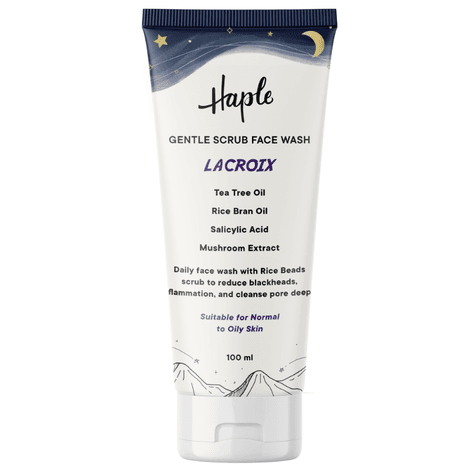 Haple
GENTLE SCRUB FACE WASH
LACROIX
Tea Tree Oil
Rice Bran Oil
Salicylic Acid
Mushroom Extract
Daily face wash with Rice Beads
scrub to reduce blackheads,
flammation, and cleanse pore deep
Suitable for Normal
to Oily Skin
100 ml